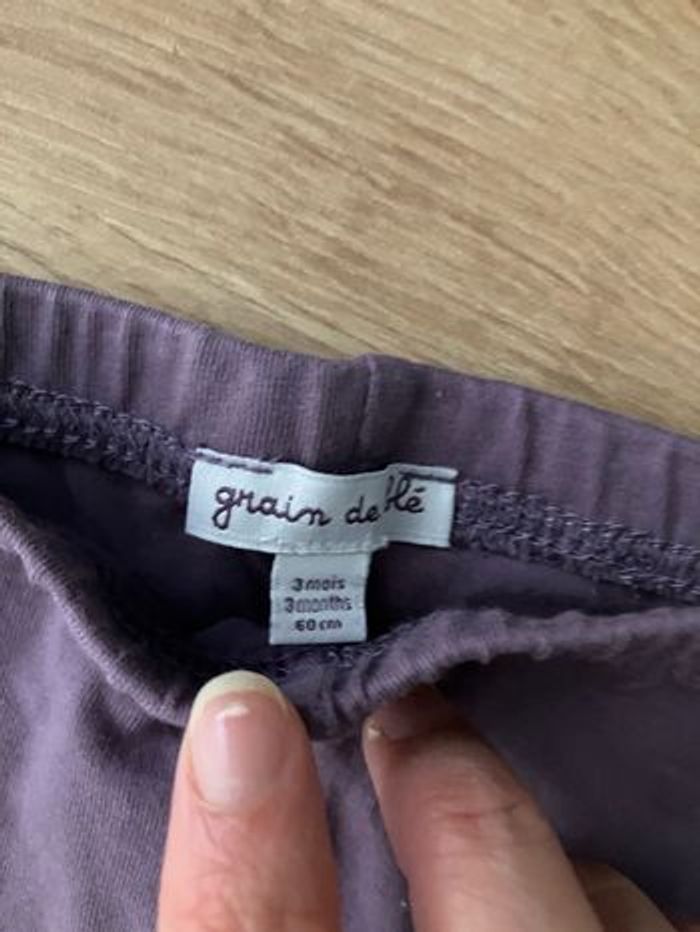 grain de blé
3 mois
3 months
60 cm